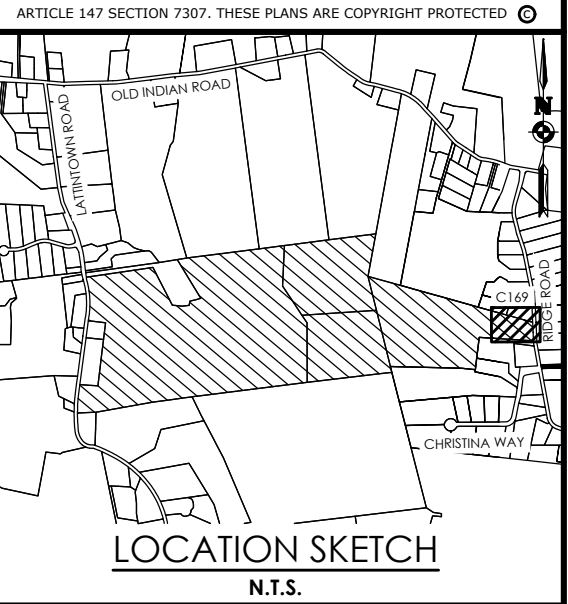 ARTICLE 147 SECTION 7307. THESE PLANS ARE COPYRIGHT PROTECTED ©
OLD INDIAN ROAD
LATTINTOWN ROAD
N
C169
RIDGE ROAD
CHRISTINA WAY
LOCATION SKETCH
N.T.S.